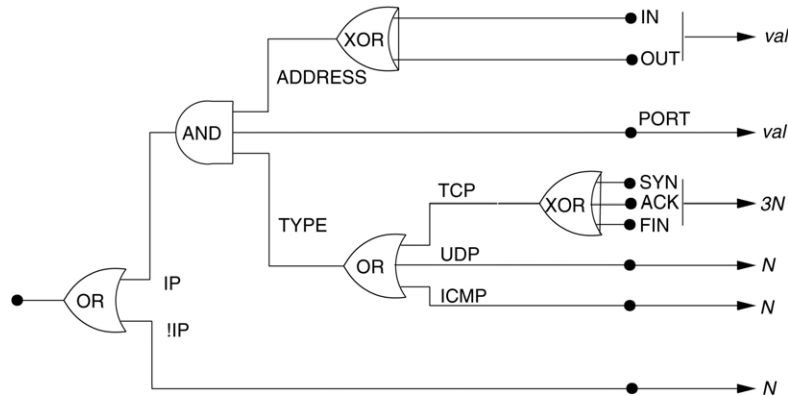 XOR
IN
OUT
val
ADDRESS
AND
PORT
val
TCP
XOR
SYN
ACK
FIN
3N
TYPE
OR
UDP
N
ICMP
N
OR
IP
!IP
N